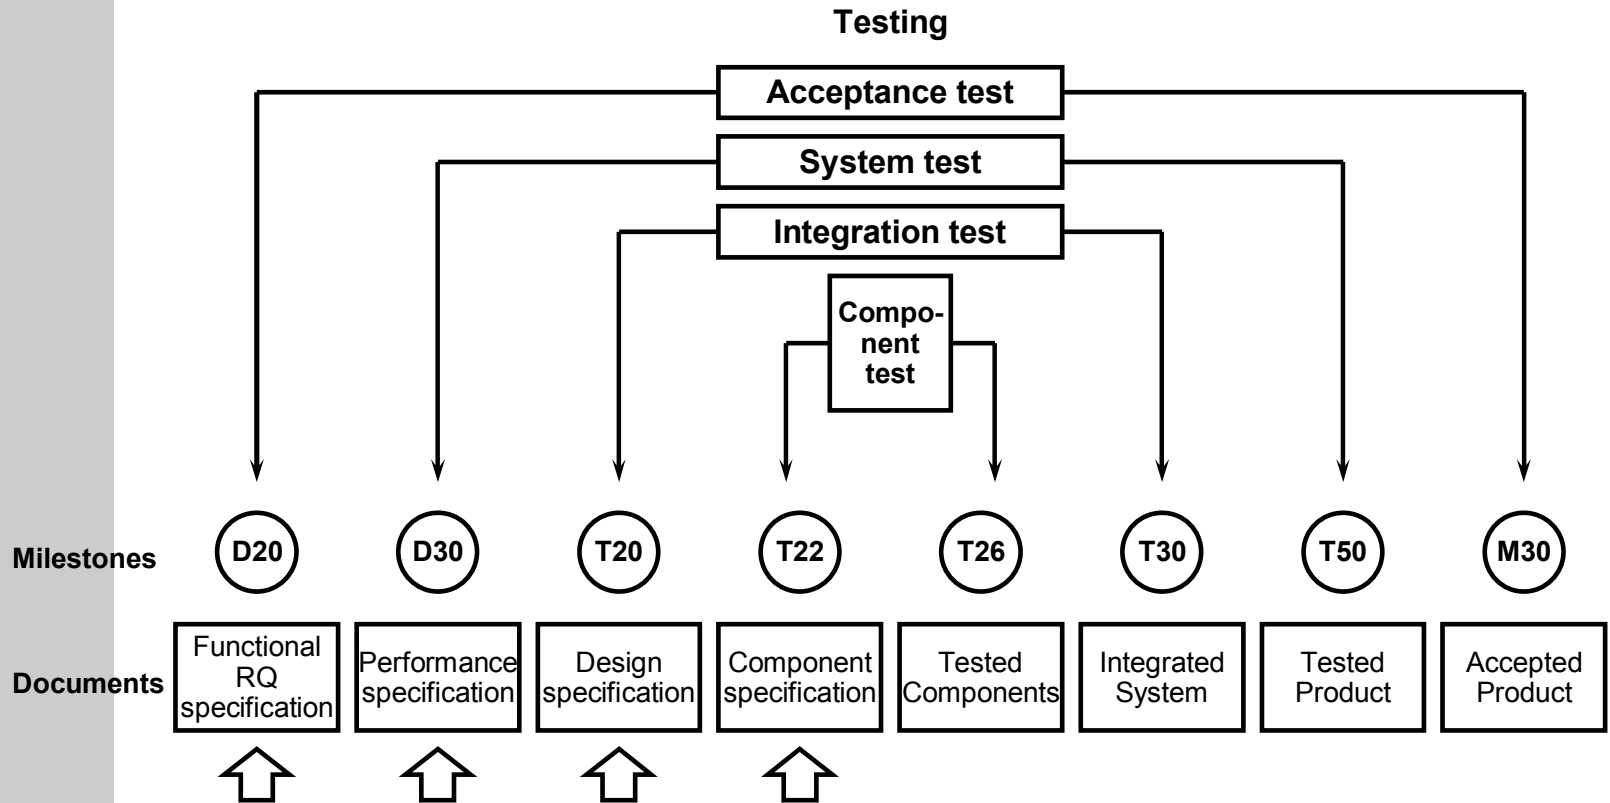 Testing
Acceptance test
System test
Integration test
Compo-
nent
test
Milestones
D20
D30
T20
T22
T26
T30
T50
M30
Documents
Functional
RQ
specification
Performance
specification
Design
specification
Component
specification
Tested
Components
Integrated
System
Tested
Product
Accepted
Product